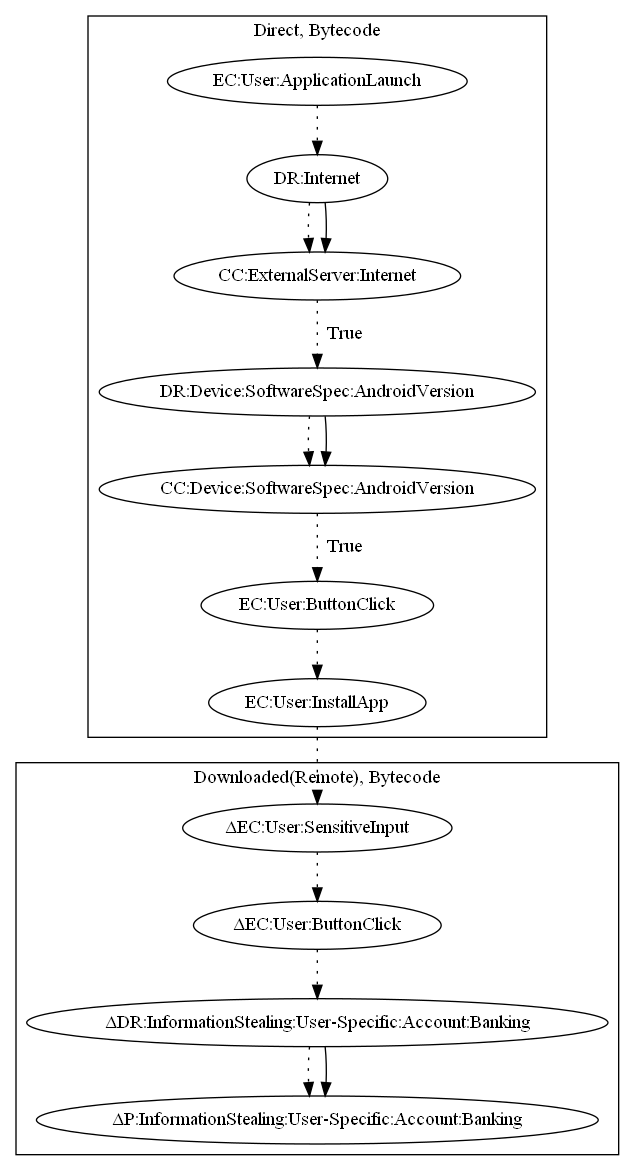 Direct, Bytecode
EC:User:ApplicationLaunch
DR:Internet
CC:ExternalServer:Internet
True
DR:Device:SoftwareSpec:AndroidVersion
CC:Device:SoftwareSpec:AndroidVersion
True
EC:User:ButtonClick
EC:User:InstallApp
Downloaded(Remote), Bytecode
ΔEC:User:SensitiveInput
ΔEC:User:ButtonClick
ΔDR:InformationStealing:User-Specific:Account:Banking
ΔP:InformationStealing:User-Specific:Account:Banking